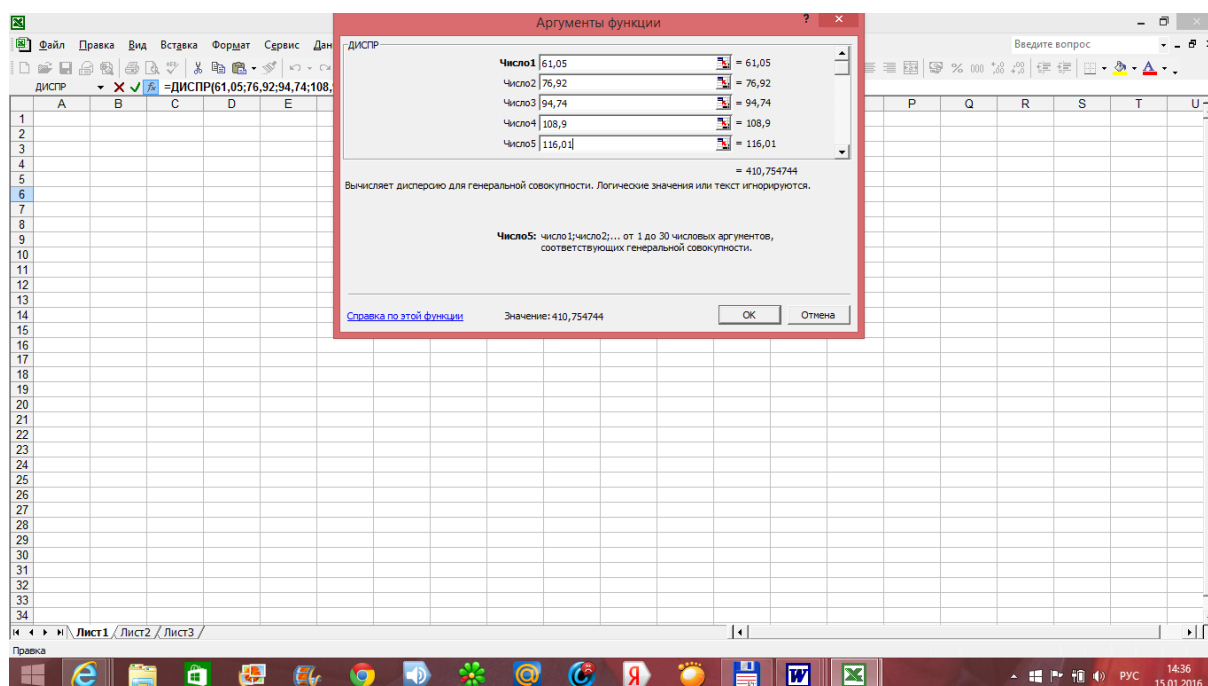 Аргументы функции ? ×
Файл Правка Вид Вставка Формат Сервис Дан
Введите вопрос
ДИСПР =ДИСПР(61,05;76,92;94,74;108,
ДИСПР
Число1 61,05 = 61,05
Число2 76,92 = 76,92
Число3 94,74 = 94,74
Число4 108,9 = 108,9
Число5 116,01 = 116,01
= 410,754744
Вычисляет дисперсию для генеральной совокупности. Логические значения или текст игнорируются.
Число5: число1;число2;... от 1 до 30 числовых аргументов,
соответствующих генеральной совокупности.
Справка по этой функции Значение:410,754744 ОК Отмена
% 000
A B C D E P Q R S T U
1
2
3
4
5
6
7
8
9
10
11
12
13
14
15
16
17
18
19
20
21
22
23
24
25
26
27
28
29
30
31
32
33
34
Лист1 Лист2 Лист3
Правка
РУС 14:36
15.01.2016